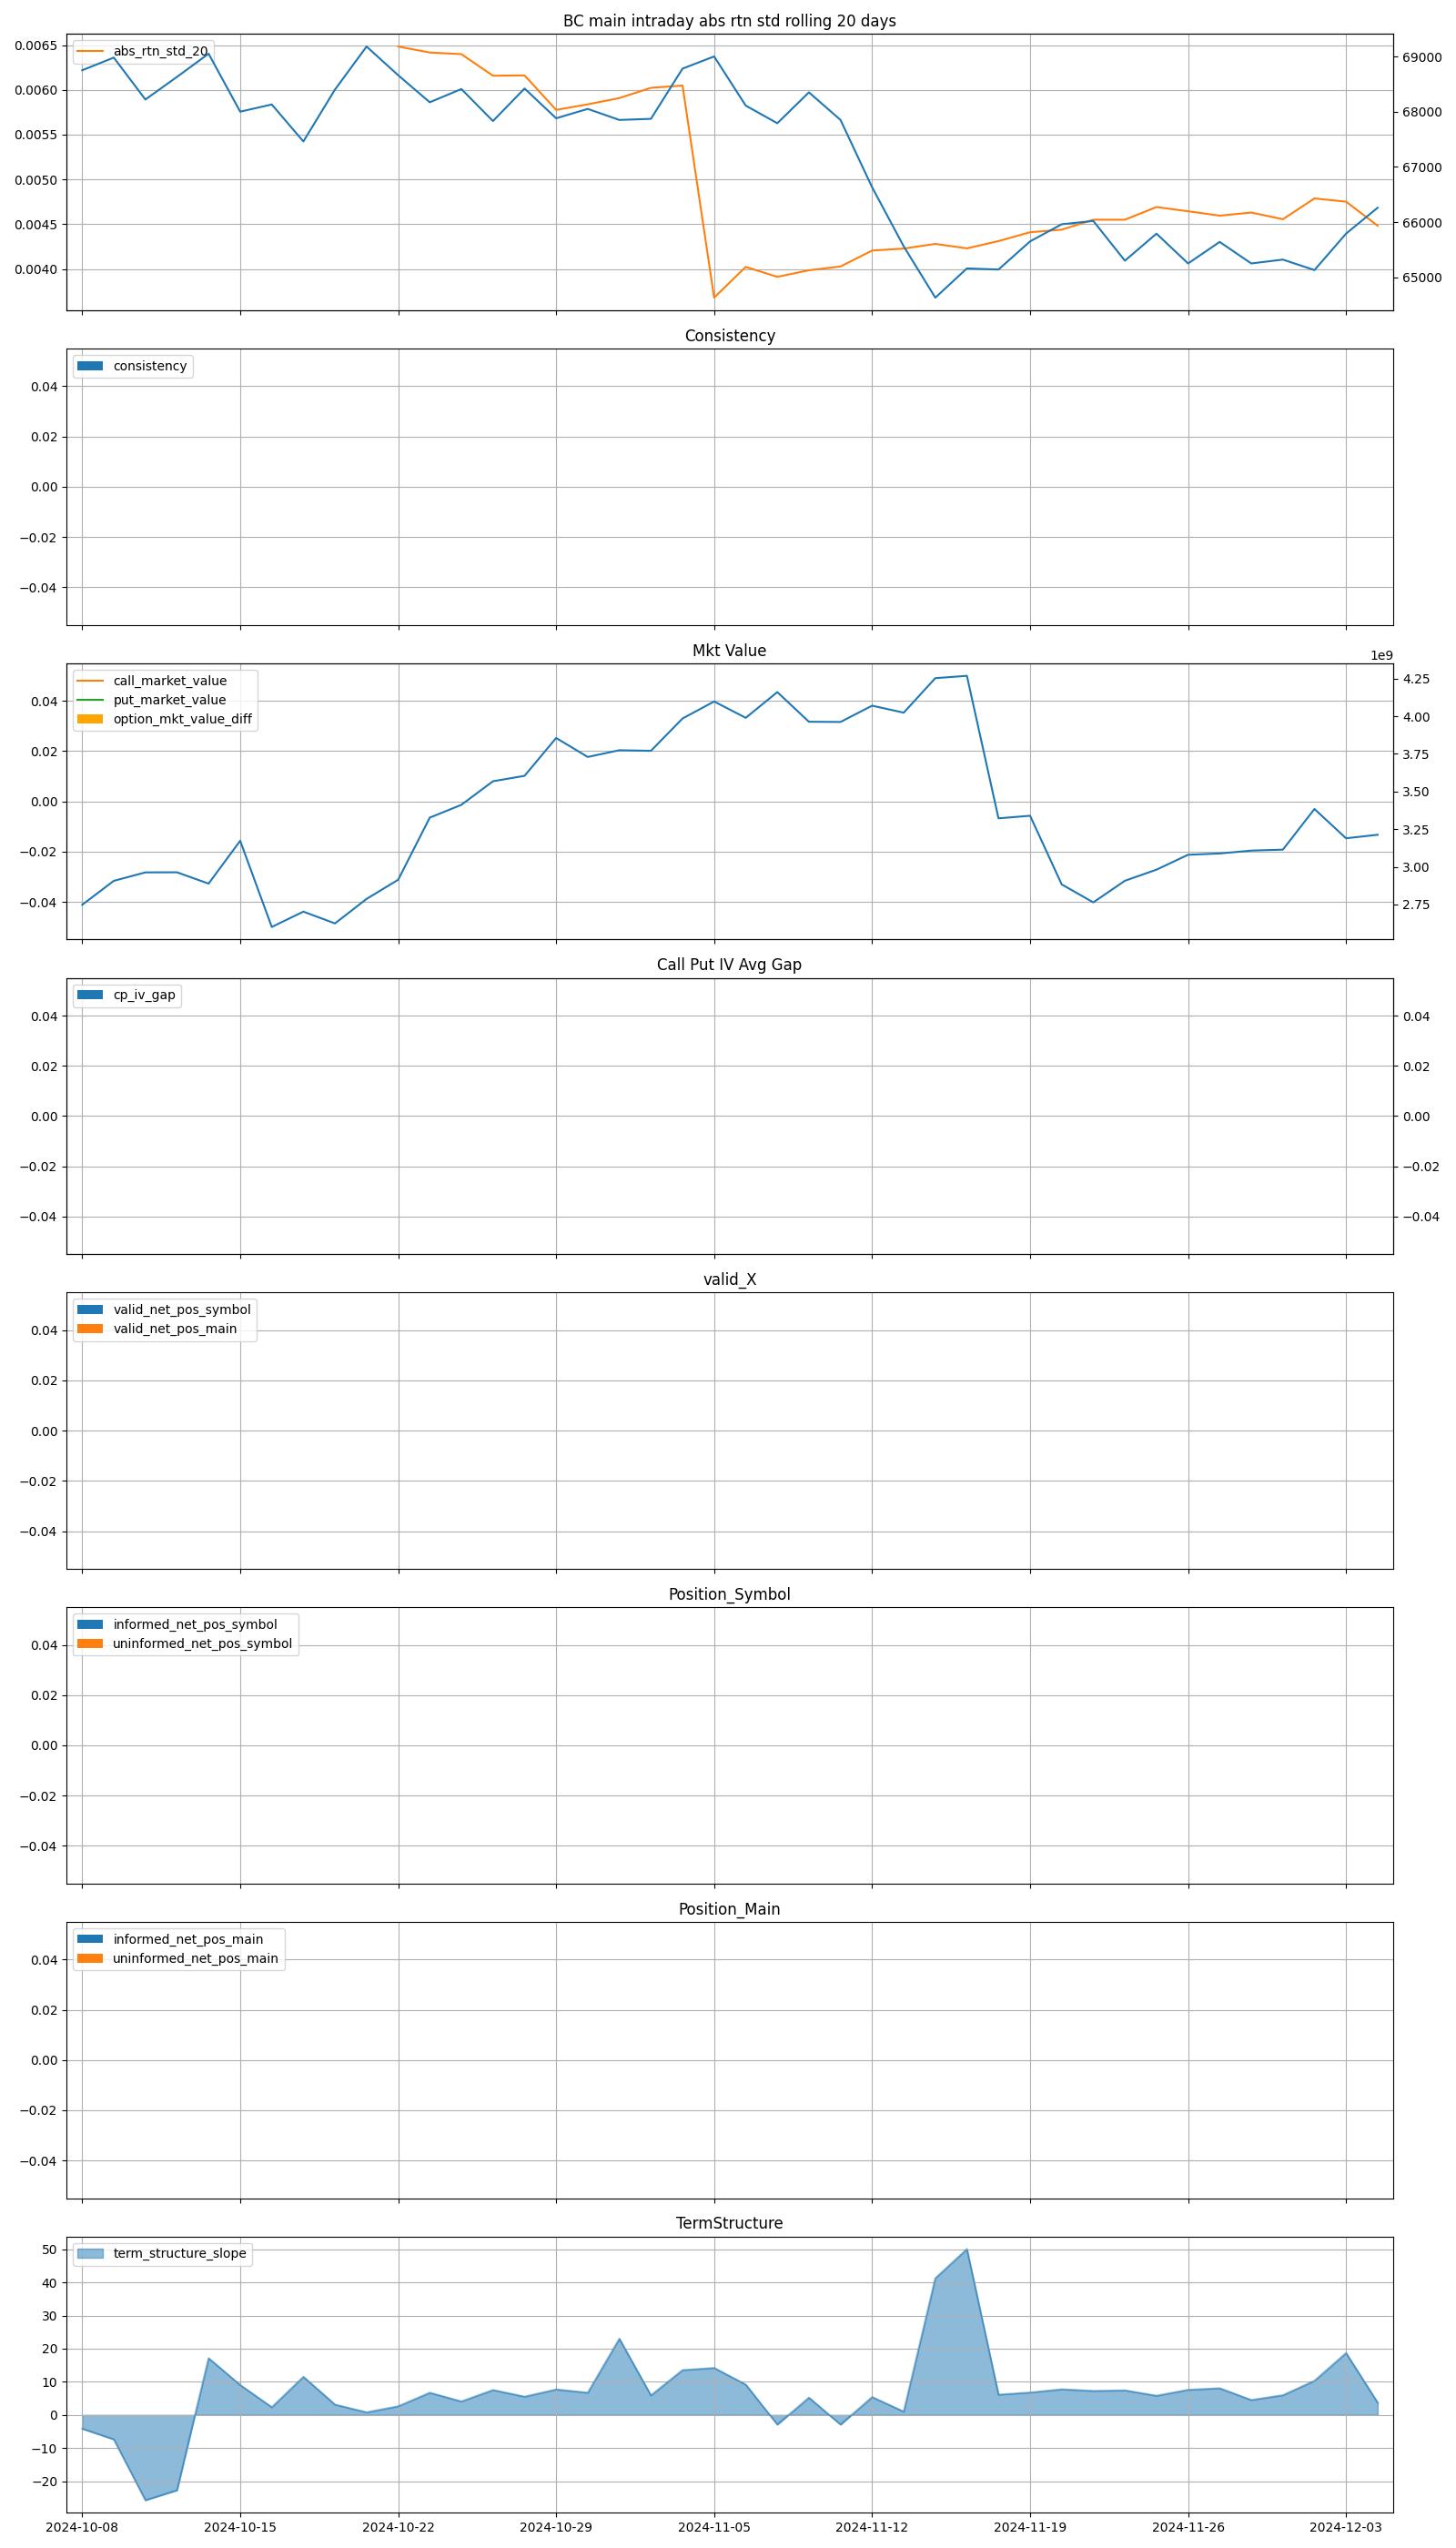 BC main intraday abs rtn std rolling 20 days
abs_rtn_std_20
0.0065
0.0060
0.0055
0.0050
0.0045
0.0040
69000
68000
67000
66000
65000
Consistency
consistency
0.04
0.02
0.00
−0.02
−0.04
Mkt Value
1e9
call_market_value
put_market_value
option_mkt_value_diff
0.04
0.02
0.00
−0.02
−0.04
4.25
4.00
3.75
3.50
3.25
3.00
2.75
Call Put IV Avg Gap
cp_iv_gap
0.04
0.02
0.00
−0.02
−0.04
0.04
0.02
0.00
−0.02
−0.04
valid_X
valid_net_pos_symbol
valid_net_pos_main
0.04
0.02
0.00
−0.02
−0.04
Position_Symbol
informed_net_pos_symbol
uninformed_net_pos_symbol
0.04
0.02
0.00
−0.02
−0.04
Position_Main
informed_net_pos_main
uninformed_net_pos_main
0.04
0.02
0.00
−0.02
−0.04
TermStructure
term_structure_slope
50
40
30
20
10
0
−10
−20
2024-10-08 2024-10-15 2024-10-22 2024-10-29 2024-11-05 2024-11-12 2024-11-19 2024-11-26 2024-12-03